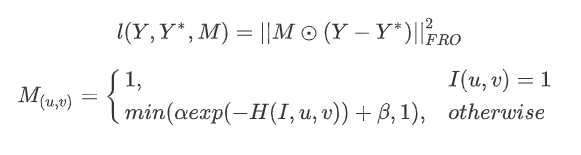 l(Y, Y*, M) = ||M ⊙ (Y − Y*)||²_FRO
M_(u,v) = { 1, I(u, v) = 1
min(αexp(−H(I, u, v)) + β, 1), otherwise